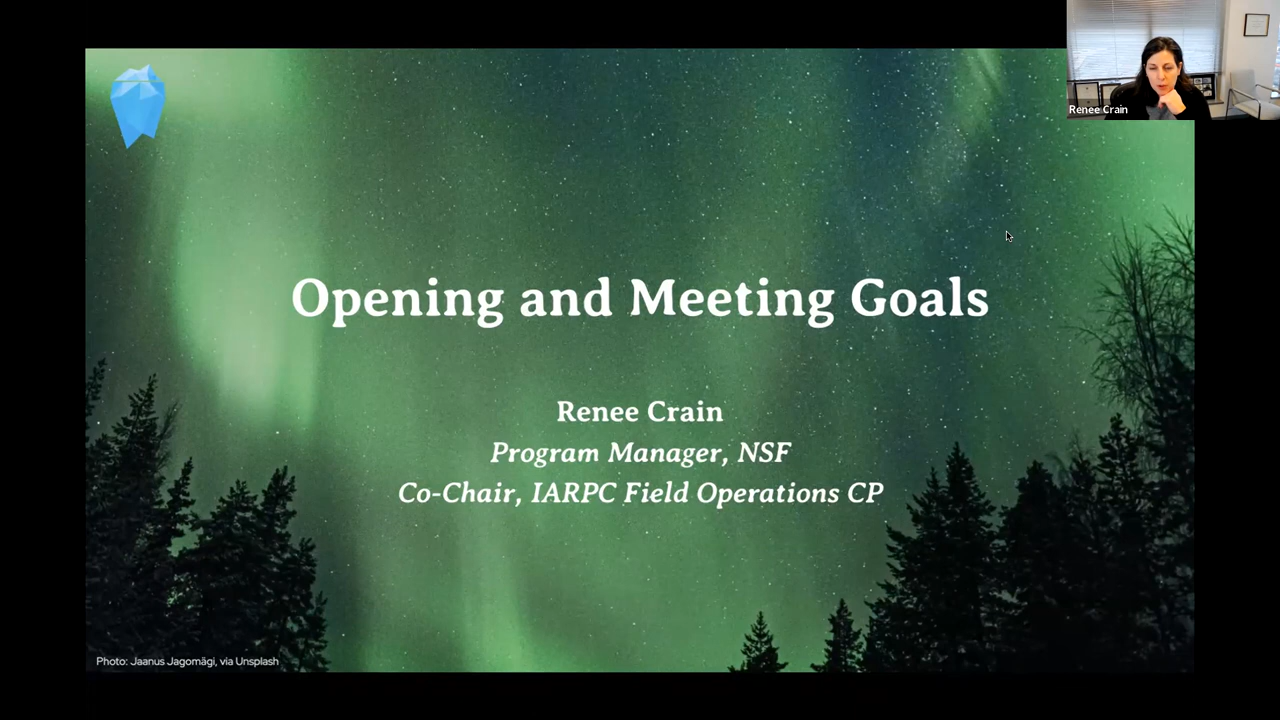 Renee Crain
Opening and Meeting Goals
Renee Crain
Program Manager, NSF
Co-Chair, IARPC Field Operations CP
Photo: Jaanus Jagomägi, via Unsplash